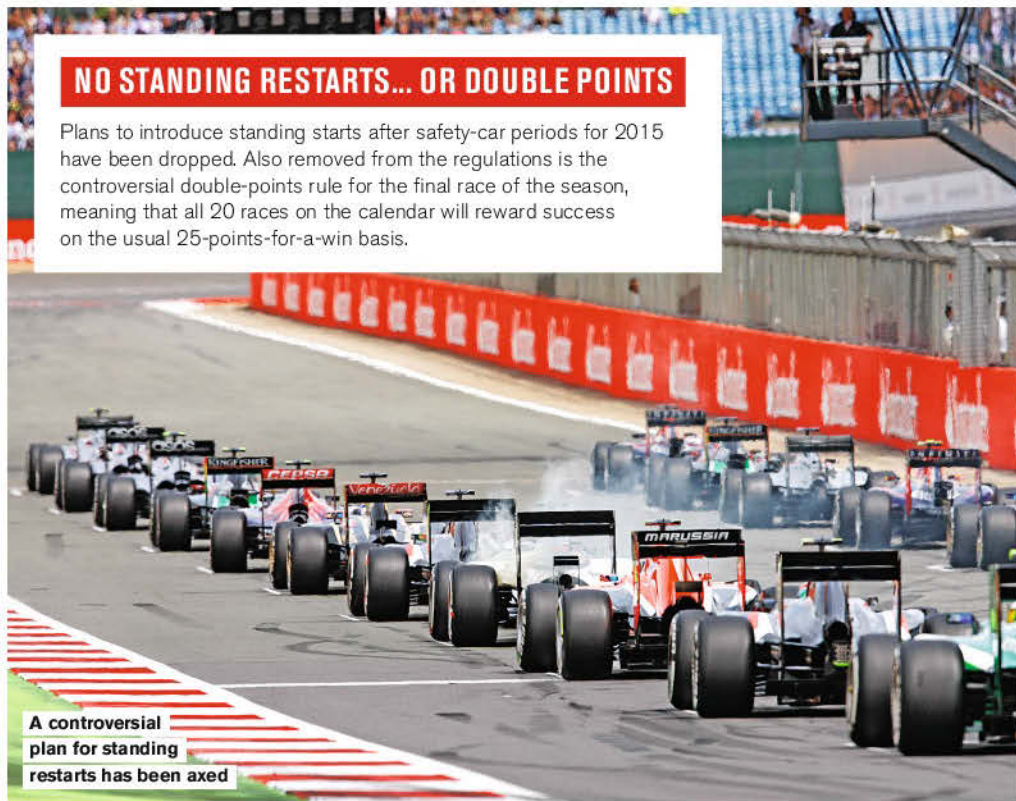 NO STANDING RESTARTS... OR DOUBLE POINTS
Plans to introduce standing starts after safety-car periods for 2015
have been dropped. Also removed from the regulations is the
controversial double-points rule for the final race of the season,
meaning that all 20 races on the calendar will reward success
on the usual 25-points-for-a-win basis.
KINGFISHER
CEPSA
Venezuela
MARUSSIA
KINGFISHER
A controversial
plan for standing
restarts has been axed